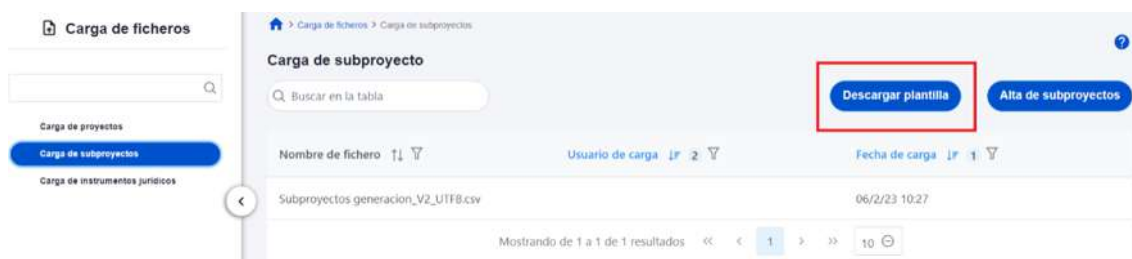 Carga de ficheros
Carga de proyectos
Carga de subproyectos
Carga de instrumentos jurídicos
> Carga de ficheros > Carga de subproyectos
Carga de subproyecto
Buscar en la tabla
Descargar plantilla
Alta de subproyectos
Nombre de fichero Usuario de carga 2 Fecha de carga 1
Subproyectos generacion_V2_UTF8.csv 06/2/23 10:27
Mostrando de 1 a 1 de 1 resultados << < 1 > >> 10